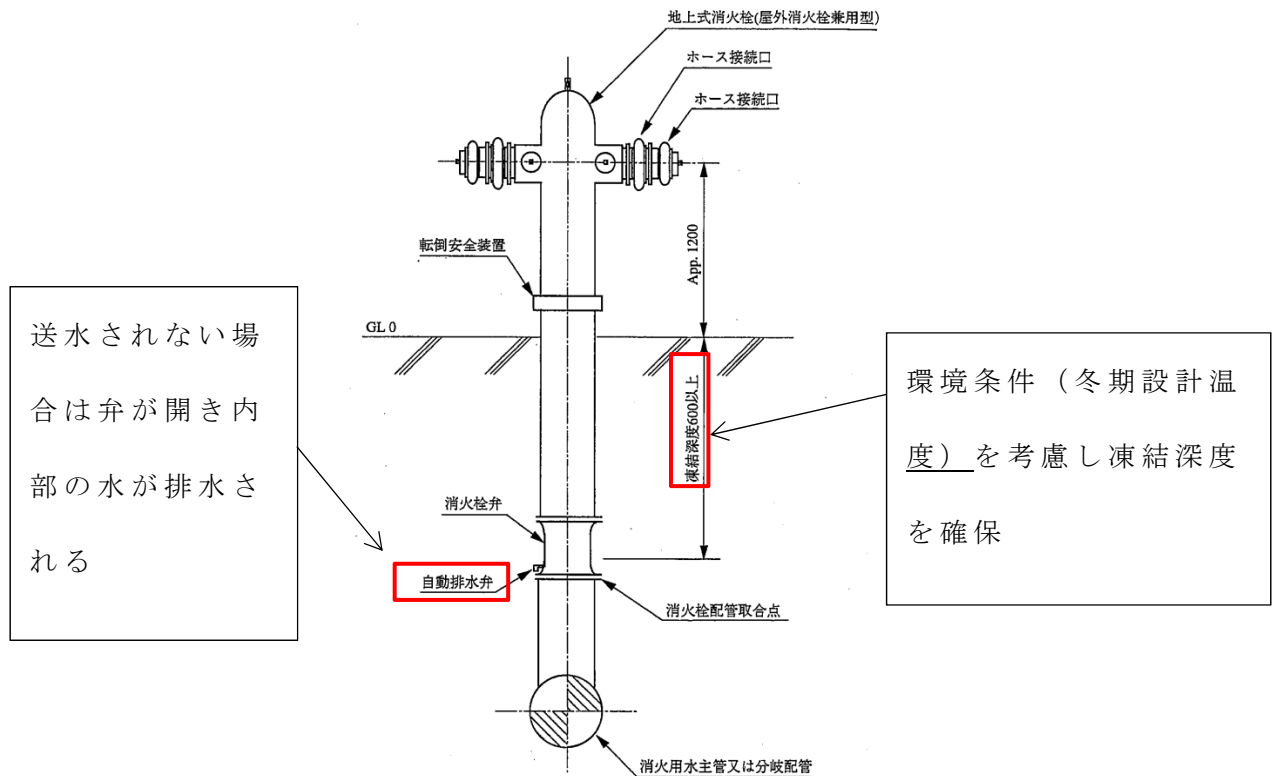 地上式消火栓(屋外消火栓兼用型)
ホース接続口
ホース接続口
転倒安全装置
App. 1200
GL 0
送水されない場
合は弁が開き内
部の水が排水さ
れる
凍結深度600以上
環境条件（冬期設計温
度）を考慮し凍結深度
を確保
消火栓弁
自動排水弁
消火栓配管取合点
消火用水主管又は分岐配管